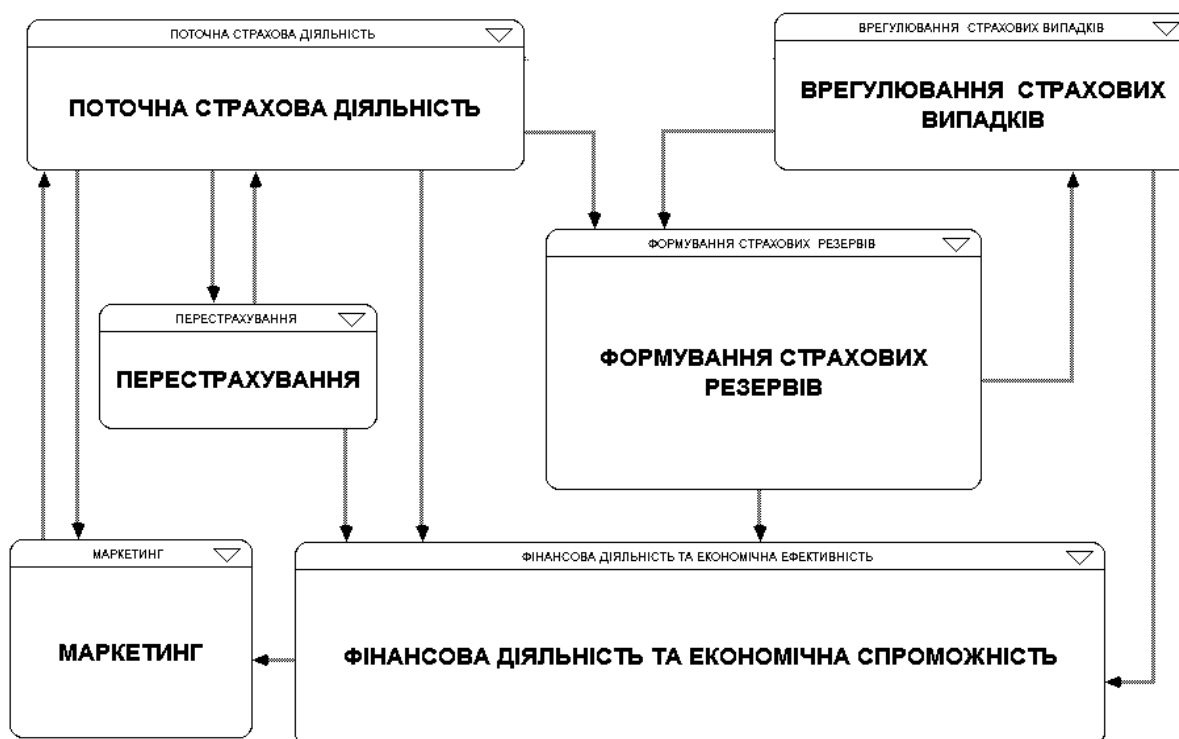 ПОТОЧНА СТРАХОВА ДІЯЛЬНІСТЬ
ПОТОЧНА СТРАХОВА ДІЯЛЬНІСТЬ
ВРЕГУЛЮВАННЯ СТРАХОВИХ ВИПАДКІВ
ВРЕГУЛЮВАННЯ СТРАХОВИХ
ВИПАДКІВ
ФОРМУВАННЯ СТРАХОВИХ РЕЗЕРВІВ
ФОРМУВАННЯ СТРАХОВИХ
РЕЗЕРВІВ
ПЕРЕСТРАХУВАННЯ
ПЕРЕСТРАХУВАННЯ
МАРКЕТИНГ
МАРКЕТИНГ
ФІНАНСОВА ДІЯЛЬНІСТЬ ТА ЕКОНОМІЧНА ЕФЕКТИВНІСТЬ
ФІНАНСОВА ДІЯЛЬНІСТЬ ТА ЕКОНОМІЧНА СПРОМОЖНІСТЬ